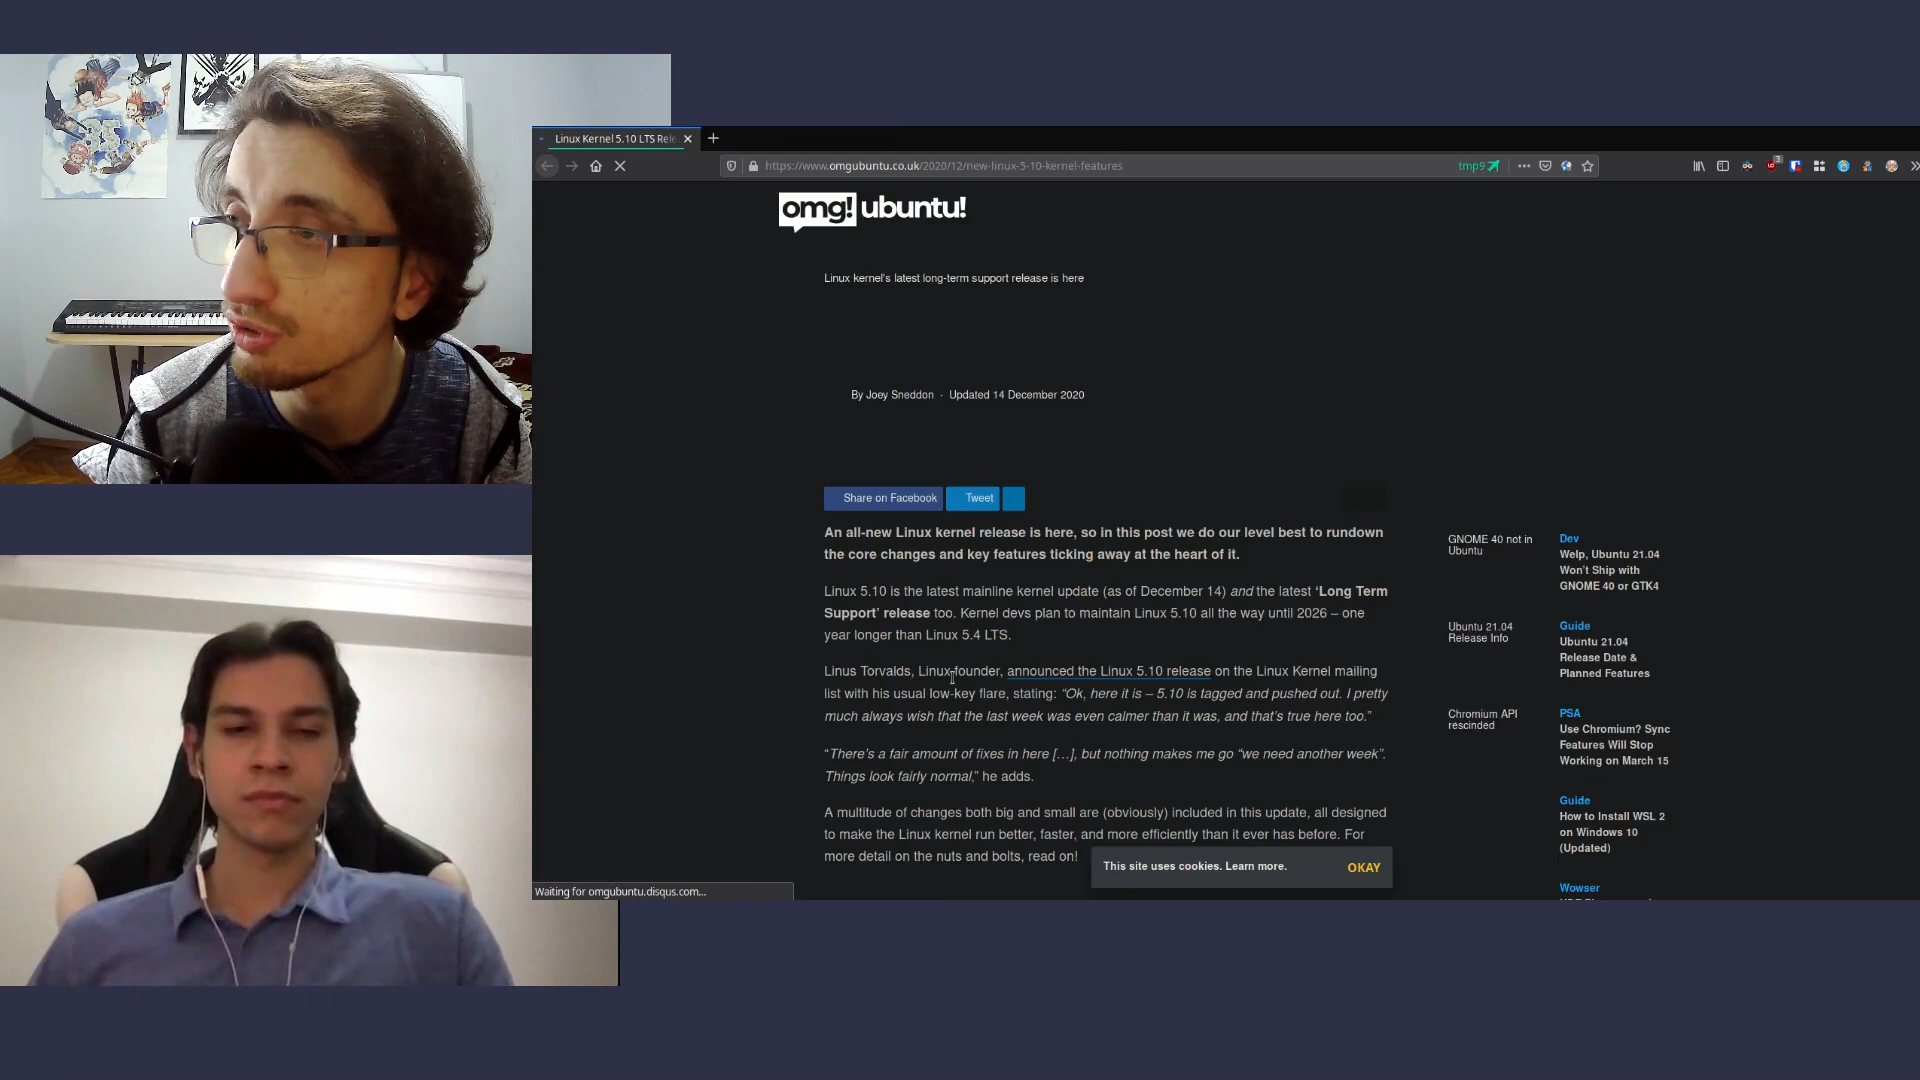 Linux Kernel 5.10 LTS Rele
https://www.omgubuntu.co.uk/2020/12/new-linux-5-10-kernel-features
tmp9
3
omg! ubuntu!
Linux kernel's latest long-term support release is here
By Joey Sneddon · Updated 14 December 2020
Share on Facebook
Tweet
An all-new Linux kernel release is here, so in this post we do our level best to rundown
the core changes and key features ticking away at the heart of it.
Linux 5.10 is the latest mainline kernel update (as of December 14) and the latest ‘Long Term
Support’ release too. Kernel devs plan to maintain Linux 5.10 all the way until 2026 – one
year longer than Linux 5.4 LTS.
Linus Torvalds, Linux founder, announced the Linux 5.10 release on the Linux Kernel mailing
list with his usual low-key flare, stating: “Ok, here it is – 5.10 is tagged and pushed out. I pretty
much always wish that the last week was even calmer than it was, and that’s true here too.”
“There’s a fair amount of fixes in here […], but nothing makes me go “we need another week”.
Things look fairly normal,” he adds.
A multitude of changes both big and small are (obviously) included in this update, all designed
to make the Linux kernel run better, faster, and more efficiently than it ever has before. For
more detail on the nuts and bolts, read on!
GNOME 40 not in
Ubuntu
Dev
Welp, Ubuntu 21.04
Won’t Ship with
GNOME 40 or GTK4
Ubuntu 21.04
Release Info
Guide
Ubuntu 21.04
Release Date &
Planned Features
Chromium API
rescinded
PSA
Use Chromium? Sync
Features Will Stop
Working on March 15
Guide
How to Install WSL 2
on Windows 10
(Updated)
Wowser
This site uses cookies. Learn more.
OKAY
Waiting for omgubuntu.disqus.com...